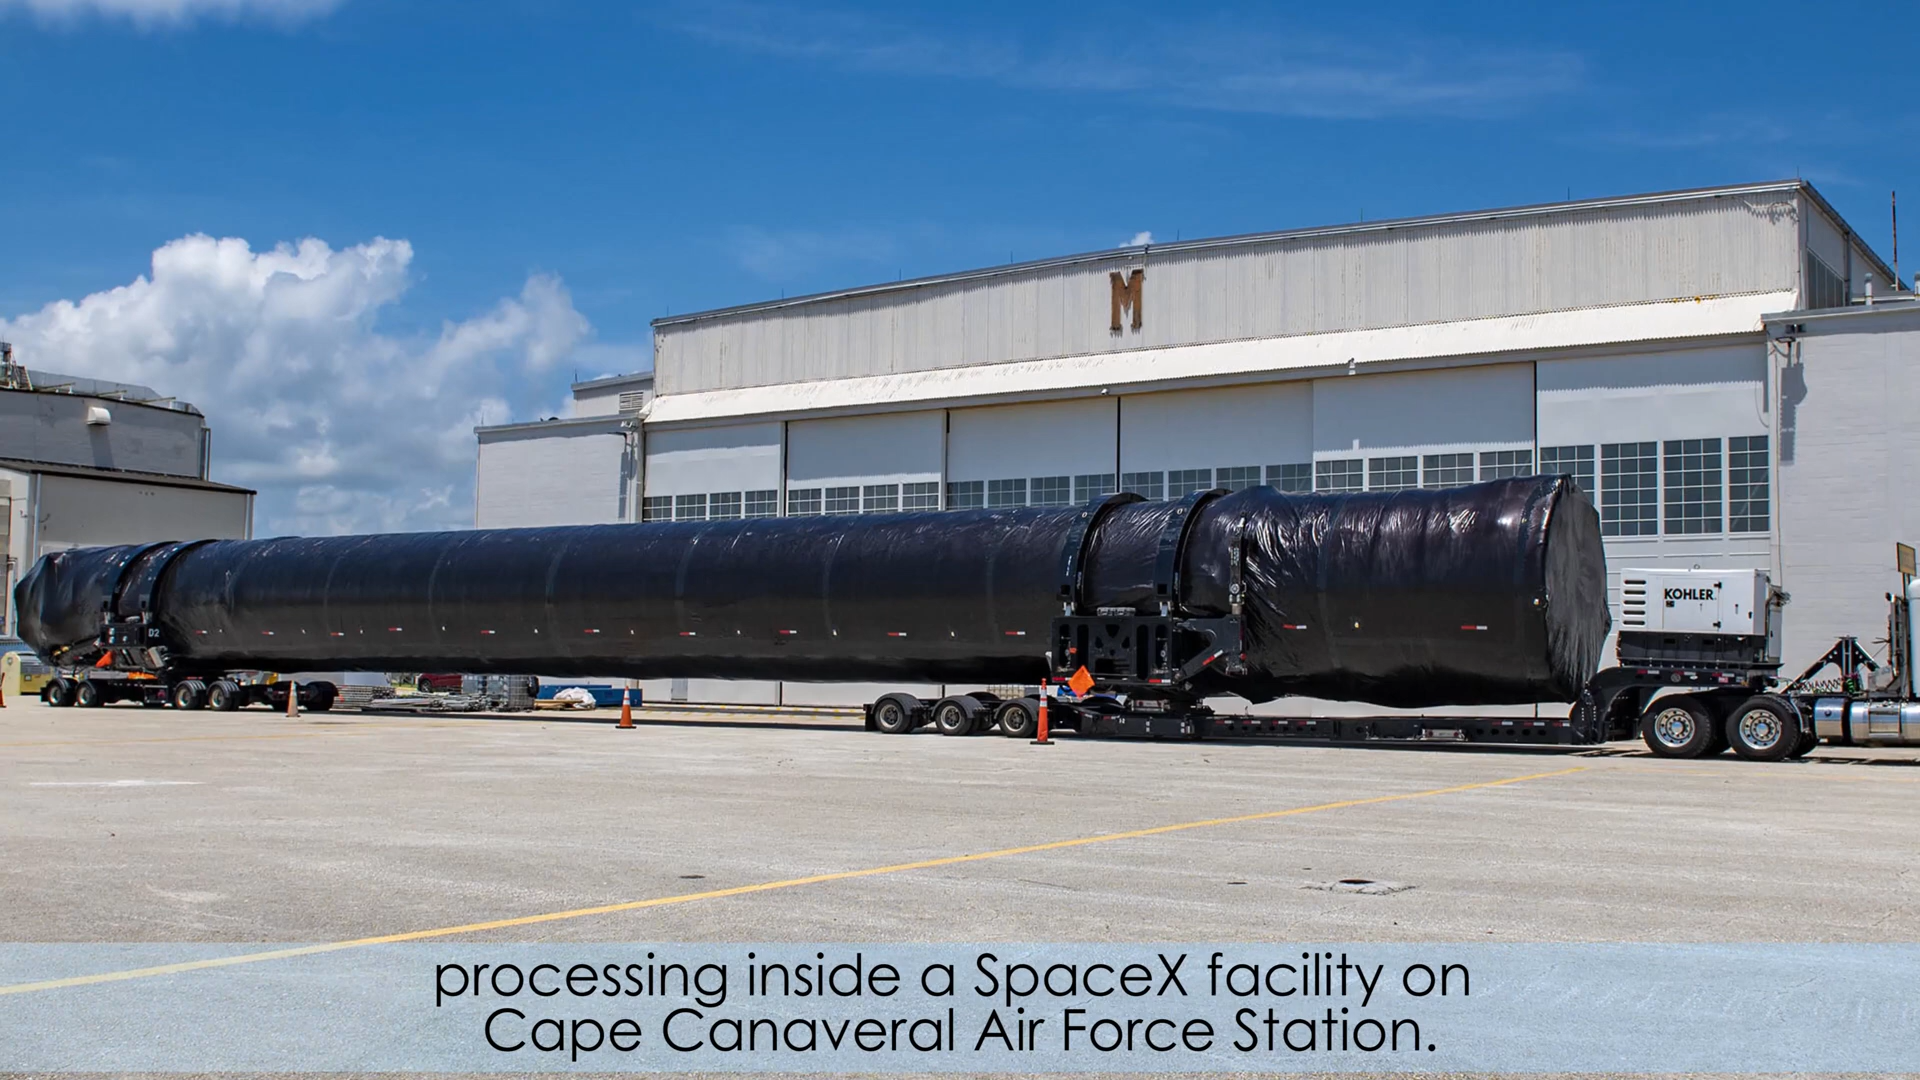 M
KOHLER
D2
processing inside a SpaceX facility on
Cape Canaveral Air Force Station.